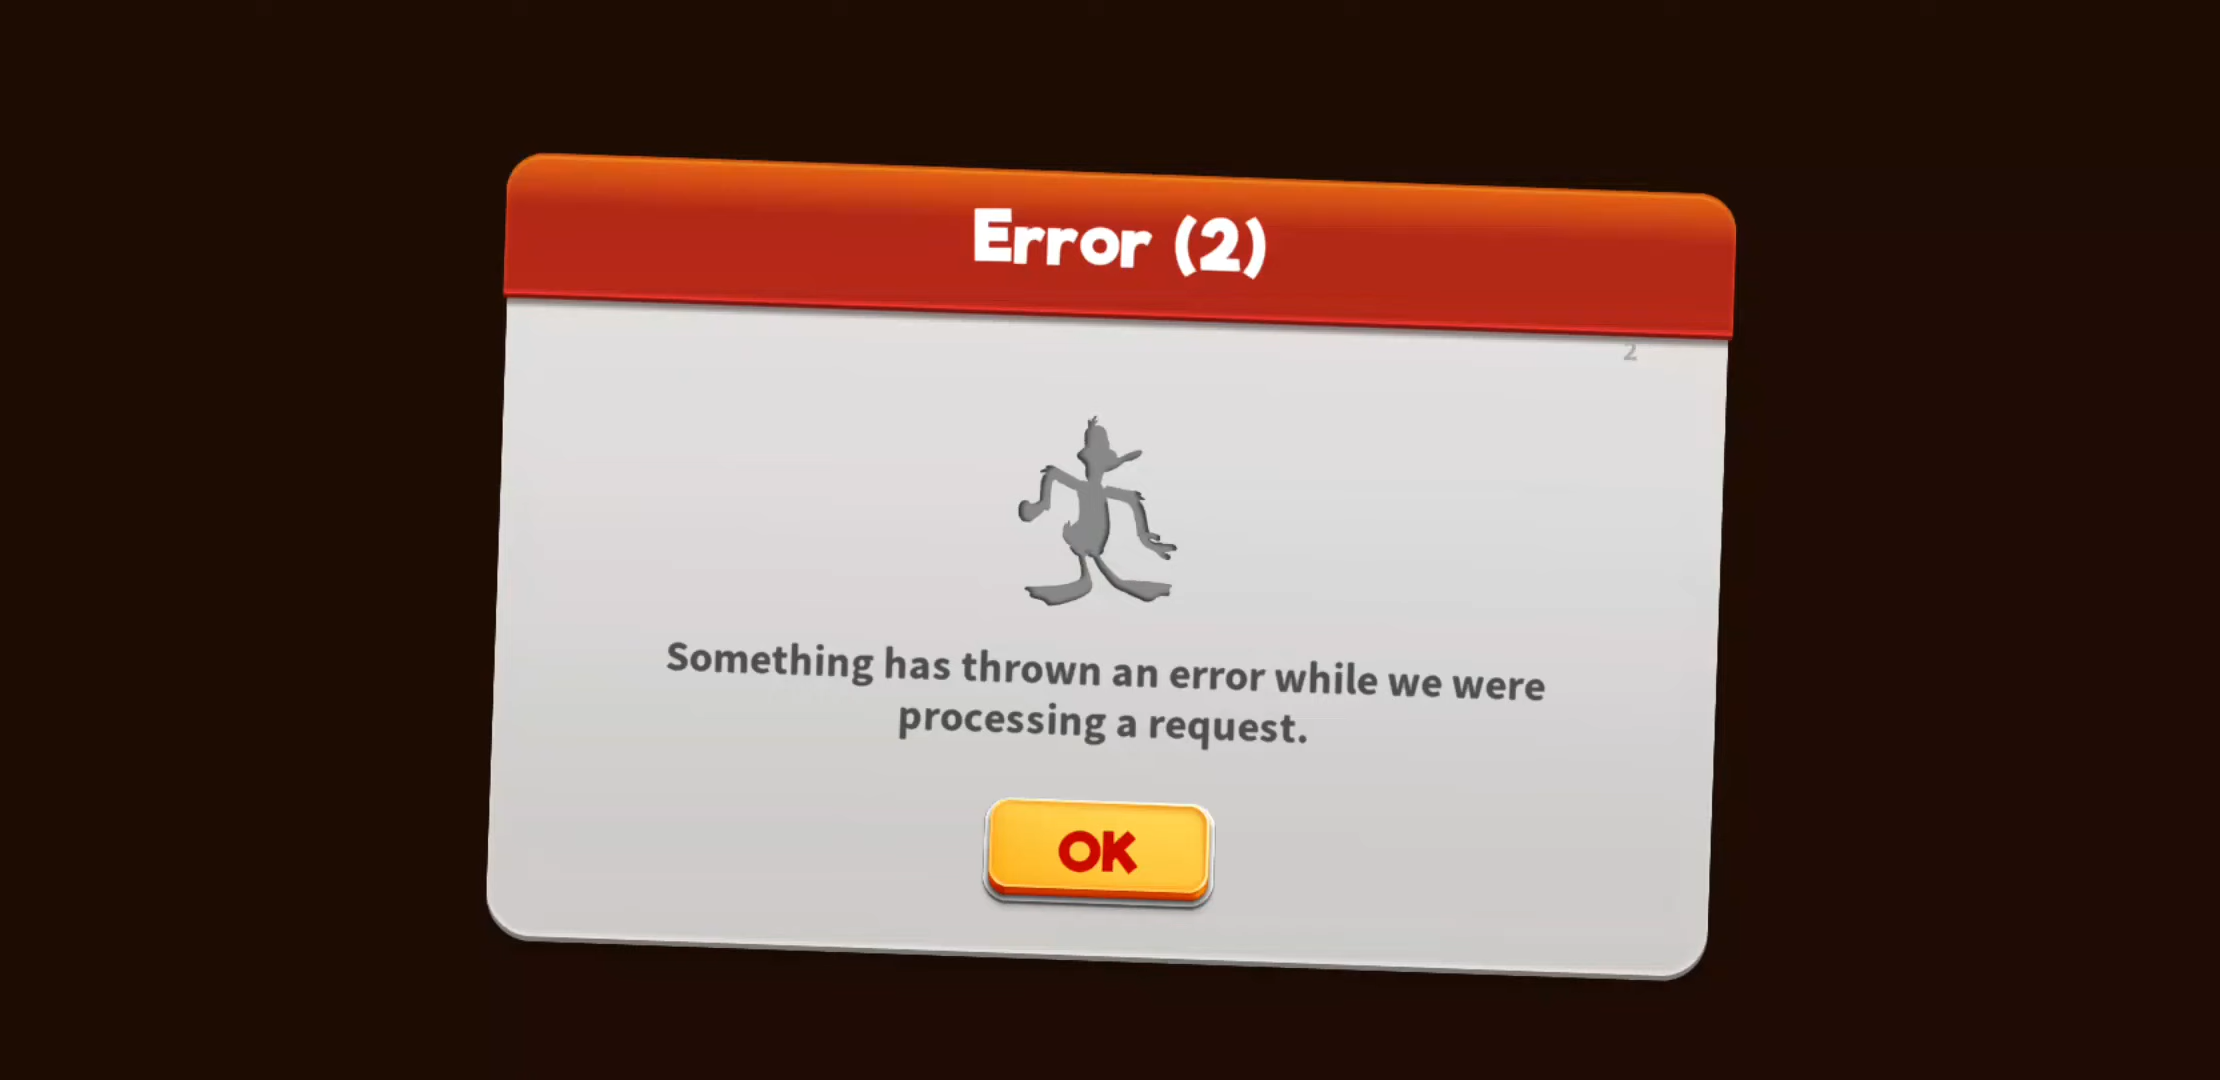 Error (2)
2
Something has thrown an error while we were
processing a request.
OK